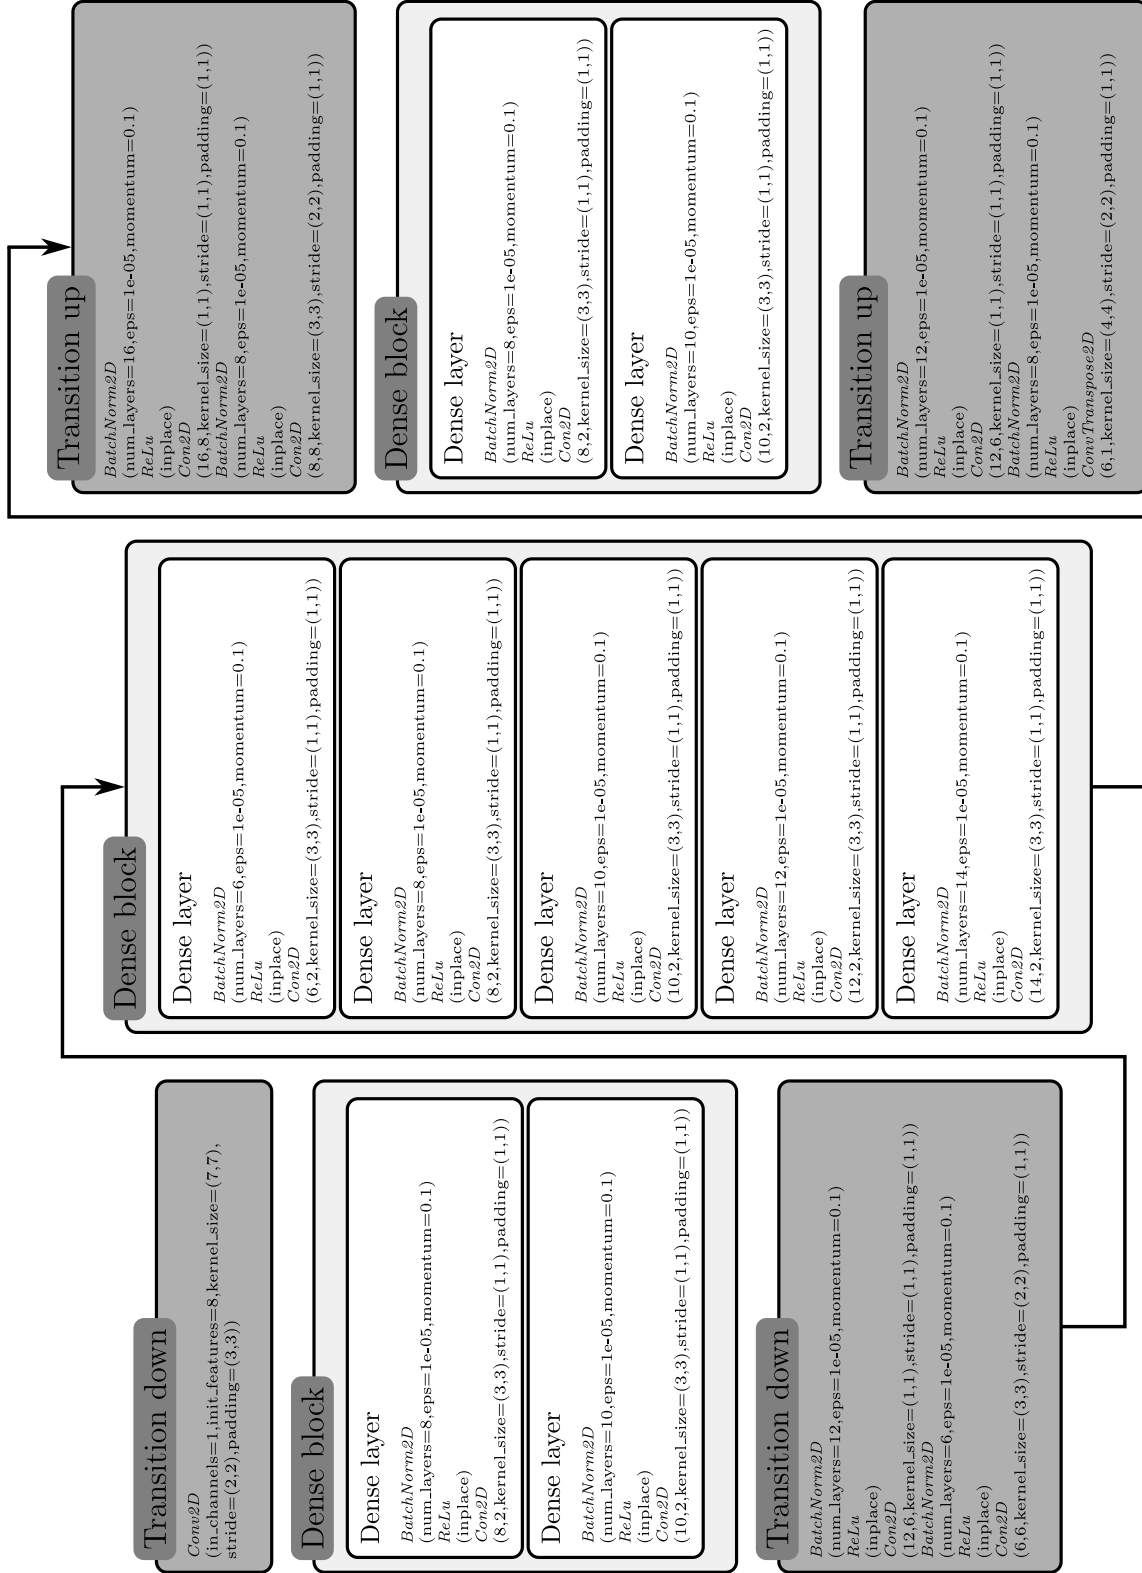 Transition down
Conv2D
(in_channels=1,init_features=8,kernel_size=(7,7),
stride=(2,2),padding=(3,3))
Dense block
Dense layer
BatchNorm2D
(num_layers=8,eps=1e-05,momentum=0.1)
ReLu
(inplace)
Con2D
(8,2,kernel_size=(3,3),stride=(1,1),padding=(1,1))
Dense layer
BatchNorm2D
(num_layers=10,eps=1e-05,momentum=0.1)
ReLu
(inplace)
Con2D
(10,2,kernel_size=(3,3),stride=(1,1),padding=(1,1))
Transition down
BatchNorm2D
(num_layers=12,eps=1e-05,momentum=0.1)
ReLu
(inplace)
Con2D
(12,6,kernel_size=(1,1),stride=(1,1),padding=(1,1))
BatchNorm2D
(num_layers=6,eps=1e-05,momentum=0.1)
ReLu
(inplace)
Con2D
(6,6,kernel_size=(3,3),stride=(2,2),padding=(1,1))
Dense block
Dense layer
BatchNorm2D
(num_layers=6,eps=1e-05,momentum=0.1)
ReLu
(inplace)
Con2D
(6,2,kernel_size=(3,3),stride=(1,1),padding=(1,1))
Dense layer
BatchNorm2D
(num_layers=8,eps=1e-05,momentum=0.1)
ReLu
(inplace)
Con2D
(8,2,kernel_size=(3,3),stride=(1,1),padding=(1,1))
Dense layer
BatchNorm2D
(num_layers=10,eps=1e-05,momentum=0.1)
ReLu
(inplace)
Con2D
(10,2,kernel_size=(3,3),stride=(1,1),padding=(1,1))
Dense layer
BatchNorm2D
(num_layers=12,eps=1e-05,momentum=0.1)
ReLu
(inplace)
Con2D
(12,2,kernel_size=(3,3),stride=(1,1),padding=(1,1))
Dense layer
BatchNorm2D
(num_layers=14,eps=1e-05,momentum=0.1)
ReLu
(inplace)
Con2D
(14,2,kernel_size=(3,3),stride=(1,1),padding=(1,1))
Transition up
BatchNorm2D
(num_layers=16,eps=1e-05,momentum=0.1)
ReLu
(inplace)
Con2D
(16,8,kernel_size=(1,1),stride=(1,1),padding=(1,1))
BatchNorm2D
(num_layers=8,eps=1e-05,momentum=0.1)
ReLu
(inplace)
Con2D
(8,8,kernel_size=(3,3),stride=(2,2),padding=(1,1))
Dense block
Dense layer
BatchNorm2D
(num_layers=8,eps=1e-05,momentum=0.1)
ReLu
(inplace)
Con2D
(8,2,kernel_size=(3,3),stride=(1,1),padding=(1,1))
Dense layer
BatchNorm2D
(num_layers=10,eps=1e-05,momentum=0.1)
ReLu
(inplace)
Con2D
(10,2,kernel_size=(3,3),stride=(1,1),padding=(1,1))
Transition up
BatchNorm2D
(num_layers=12,eps=1e-05,momentum=0.1)
ReLu
(inplace)
Con2D
(12,6,kernel_size=(1,1),stride=(1,1),padding=(1,1))
BatchNorm2D
(num_layers=8,eps=1e-05,momentum=0.1)
ReLu
(inplace)
ConvTranspose2D
(6,1,kernel_size=(4,4),stride=(2,2),padding=(1,1))